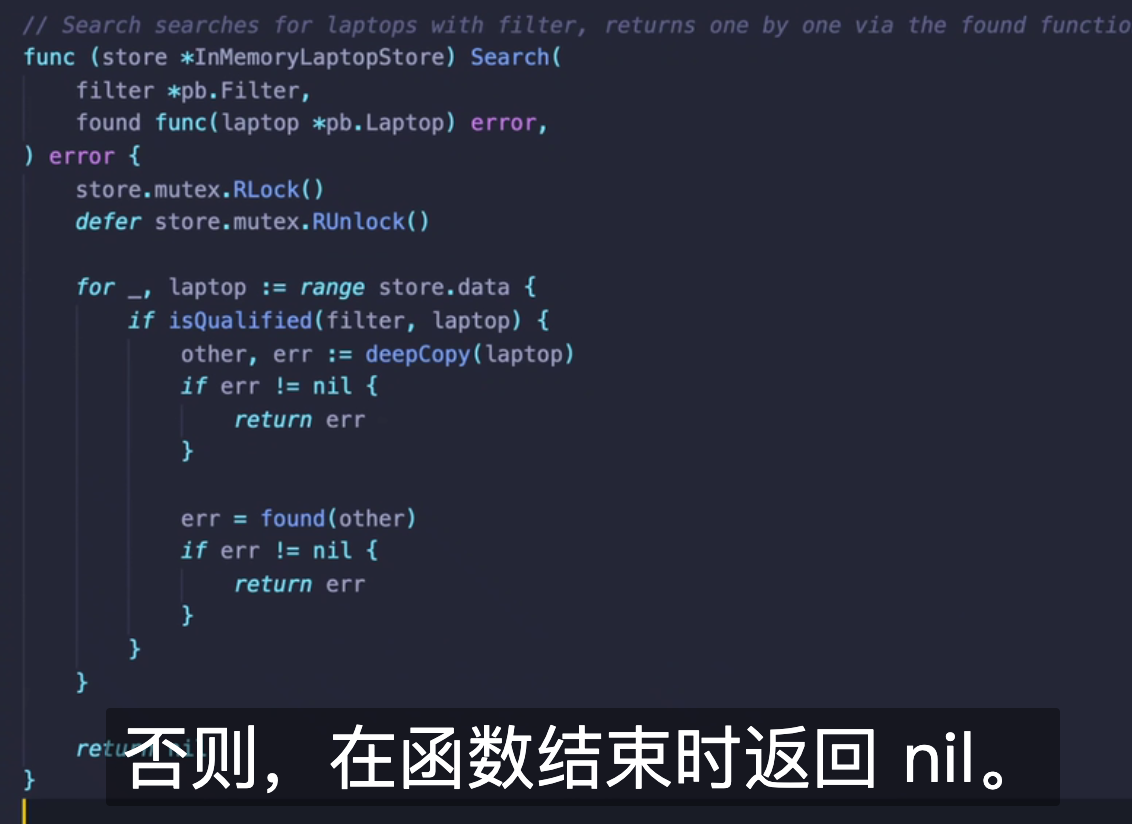 // Search searches for laptops with filter, returns one by one via the found functio
func (store *InMemoryLaptopStore) Search(
    filter *pb.Filter,
    found func(laptop *pb.Laptop) error,
) error {
    store.mutex.RLock()
    defer store.mutex.RUnlock()
    for _, laptop := range store.data {
        if isQualified(filter, laptop) {
            other, err := deepCopy(laptop)
            if err != nil {
                return err
            }
            err = found(other)
            if err != nil {
                return err
            }
        }
    }
    return nil
否则，在函数结束时返回 nil。
}